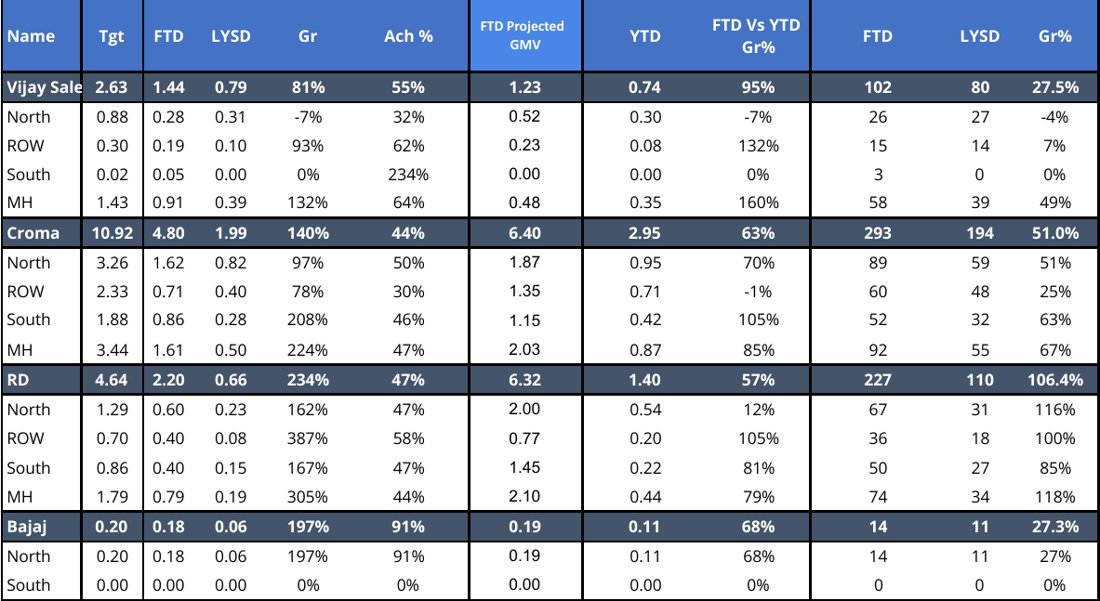 Name Tgt FTD LYSD Gr Ach % FTD Projected GMV YTD FTD Vs YTD Gr% FTD LYSD Gr%
Vijay Sale 2.63 1.44 0.79 81% 55% 1.23 0.74 95% 102 80 27.5%
North 0.88 0.28 0.31 -7% 32% 0.52 0.30 -7% 26 27 -4%
ROW 0.30 0.19 0.10 93% 62% 0.23 0.08 132% 15 14 7%
South 0.02 0.05 0.00 0% 234% 0.00 0.00 0% 3 0 0%
MH 1.43 0.91 0.39 132% 64% 0.48 0.35 160% 58 39 49%
Croma 10.92 4.80 1.99 140% 44% 6.40 2.95 63% 293 194 51.0%
North 3.26 1.62 0.82 97% 50% 1.87 0.95 70% 89 59 51%
ROW 2.33 0.71 0.40 78% 30% 1.35 0.71 -1% 60 48 25%
South 1.88 0.86 0.28 208% 46% 1.15 0.42 105% 52 32 63%
MH 3.44 1.61 0.50 224% 47% 2.03 0.87 85% 92 55 67%
RD 4.64 2.20 0.66 234% 47% 6.32 1.40 57% 227 110 106.4%
North 1.29 0.60 0.23 162% 47% 2.00 0.54 12% 67 31 116%
ROW 0.70 0.40 0.08 387% 58% 0.77 0.20 105% 36 18 100%
South 0.86 0.40 0.15 167% 47% 1.45 0.22 81% 50 27 85%
MH 1.79 0.79 0.19 305% 44% 2.10 0.44 79% 74 34 118%
Bajaj 0.20 0.18 0.06 197% 91% 0.19 0.11 68% 14 11 27.3%
North 0.20 0.18 0.06 197% 91% 0.19 0.11 68% 14 11 27%
South 0.00 0.00 0.00 0% 0% 0.00 0.00 0% 0 0 0%